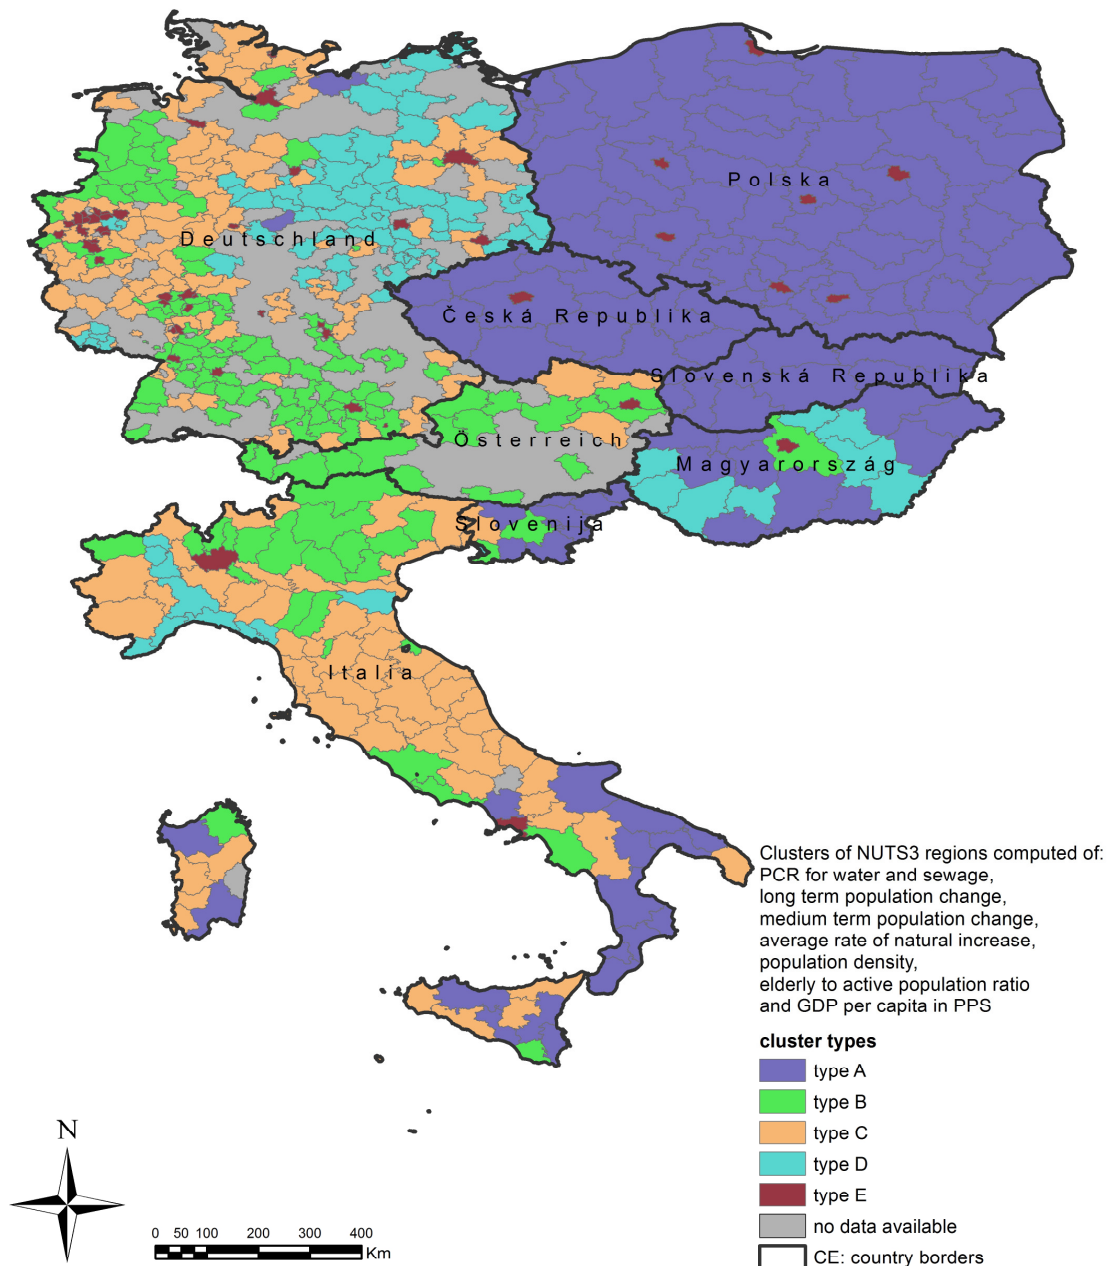 Polska
Deutschland
Česká Republika
Slovenská Republika
Österreich
Magyarország
Slovenija
Italia
Clusters of NUTS3 regions computed of:
PCR for water and sewage,
long term population change,
medium term population change,
average rate of natural increase,
population density,
elderly to active population ratio
and GDP per capita in PPS
cluster types
type A
type B
type C
type D
type E
no data available
CE: country borders
N
0 50 100 200 300 400
Km